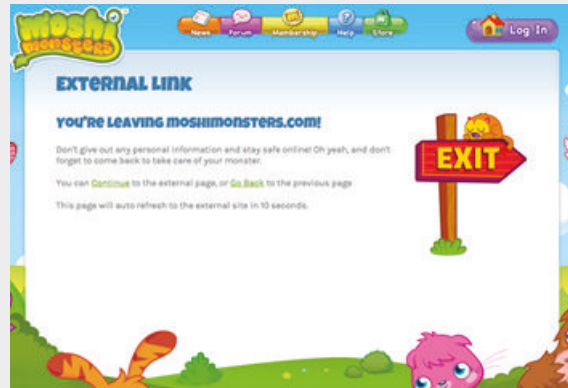 moshi
monsters
News Forum Membership Help Store
Log In
EXTERNAL LINK
YOU'RE LEAVING MOSHIMONSTERS.COM!
Don't give out any personal information and stay safe online! Oh yeah, and don't
forget to come back to take care of your monster.
You can Continue to the external page, or Go Back to the previous page
This page will auto refresh to the external site in 10 seconds.
EXIT